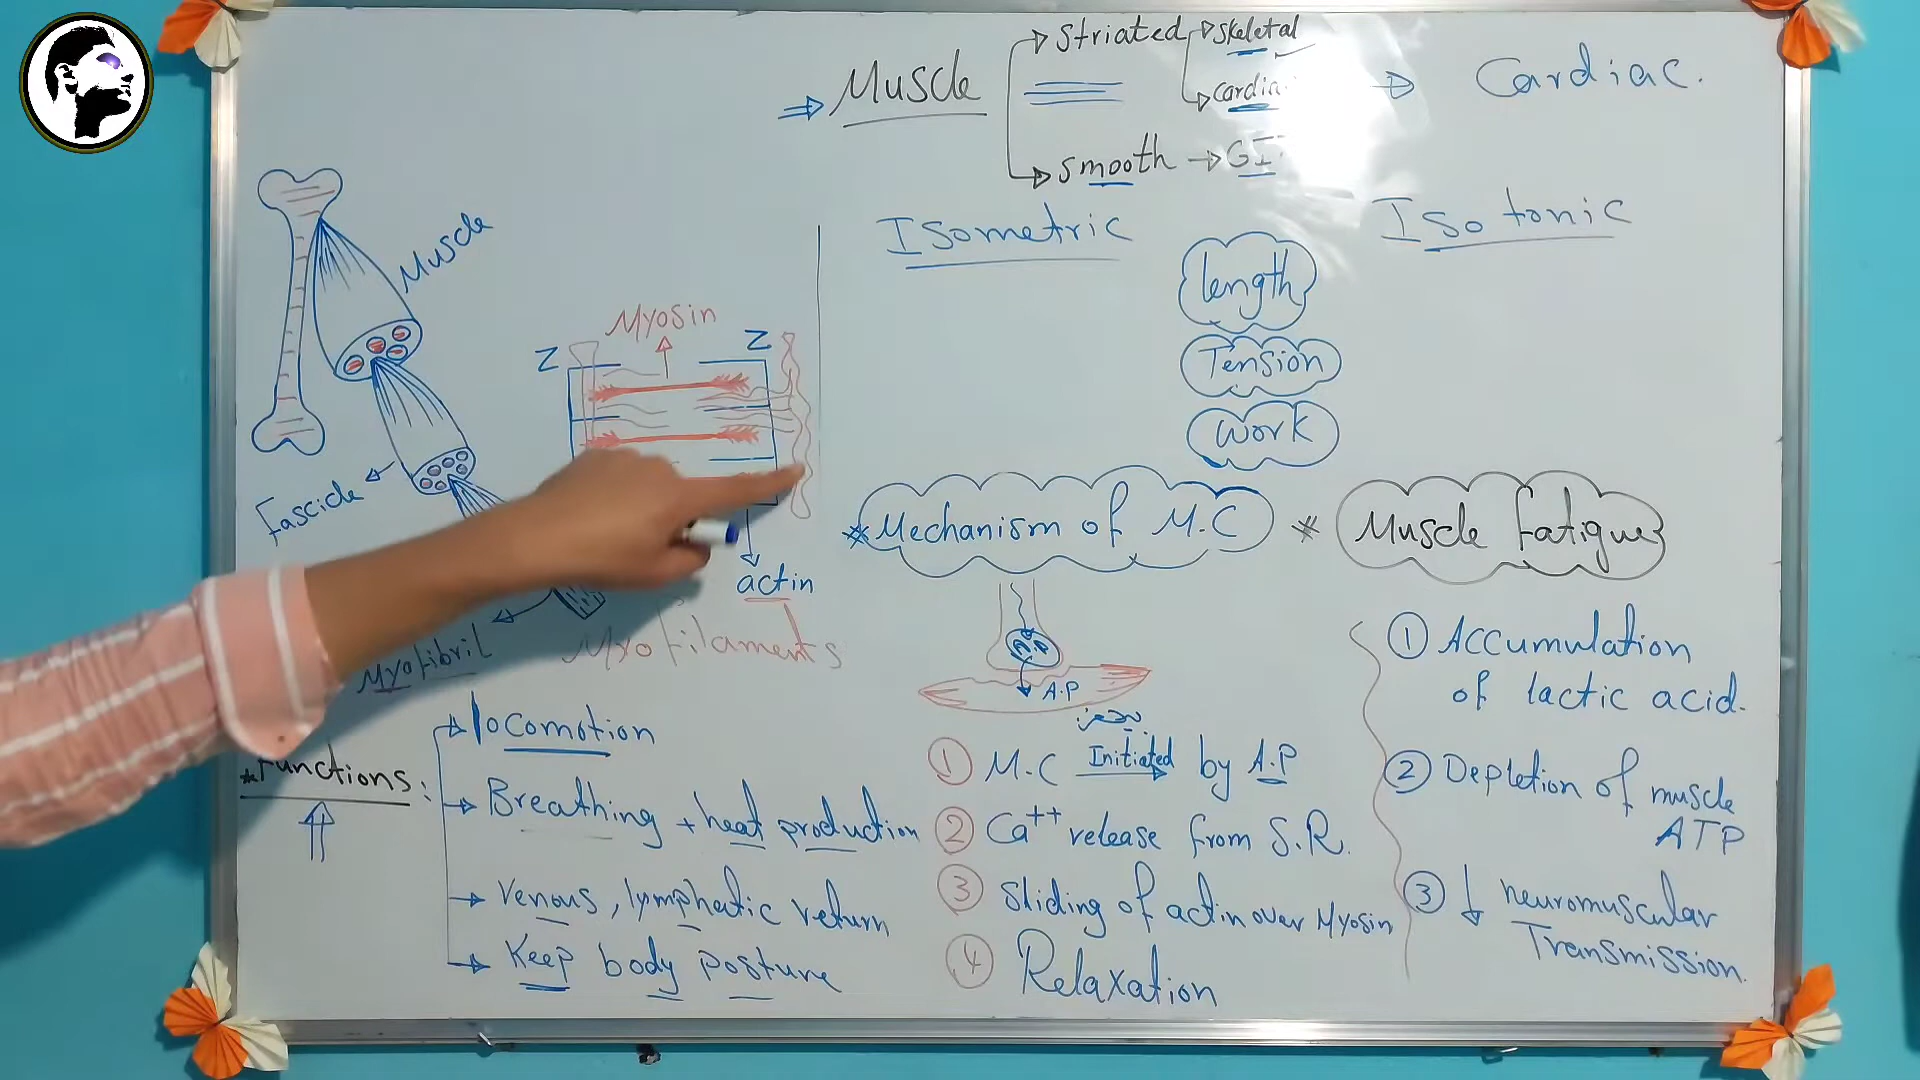 Muscle
Striated
skeletal
cardia
Smooth → GI
Cardiac.
Muscle
Fascicle
Myofibril
Myosin
Z
Z
actin
Myofilaments
Isometric
Isotonic
length
Tension
work
* Mechanism of M.C
* Muscle fatigue
A.P
① M.C Initiated by A.P
② Ca++ release from S.R.
③ Sliding of actin over Myosin
④ Relaxation
① Accumulation
of lactic acid.
② Depletion of muscle
ATP
③ ↓ neuromuscular
Transmission.
* Functions:
locomotion
Breathing + heat production
Venous, lymphatic return
Keep body posture